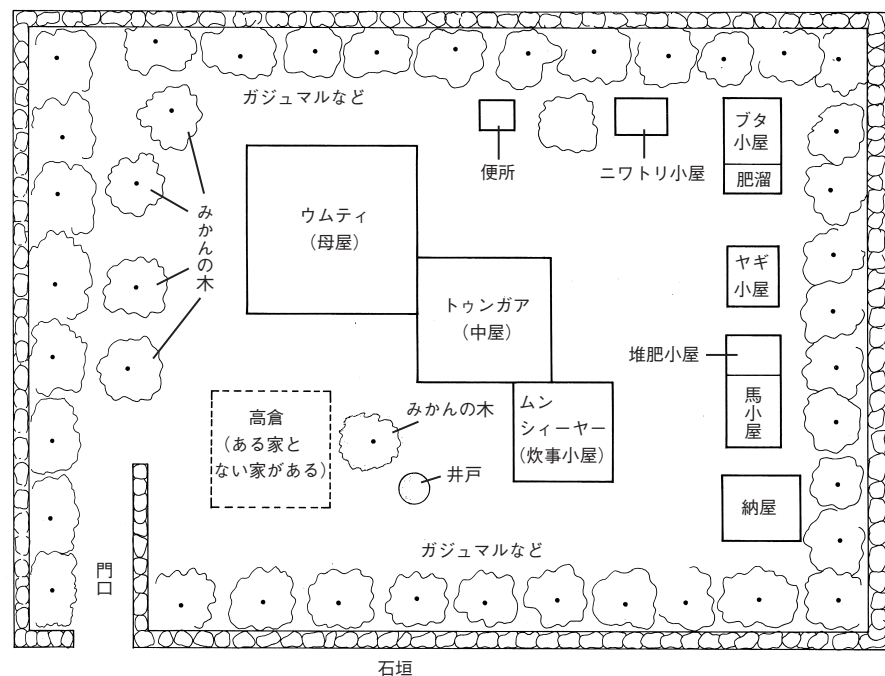 ガジュマルなど
便所
ニワトリ小屋
ブタ
小屋
肥溜
みかんの木
ウムティ
（母屋）
トゥンガア
（中屋）
ヤギ
小屋
堆肥小屋
馬小屋
高倉
（ある家と
ない家がある）
みかんの木
ムン
シィーヤー
（炊事小屋）
井戸
納屋
ガジュマルなど
門口
石垣